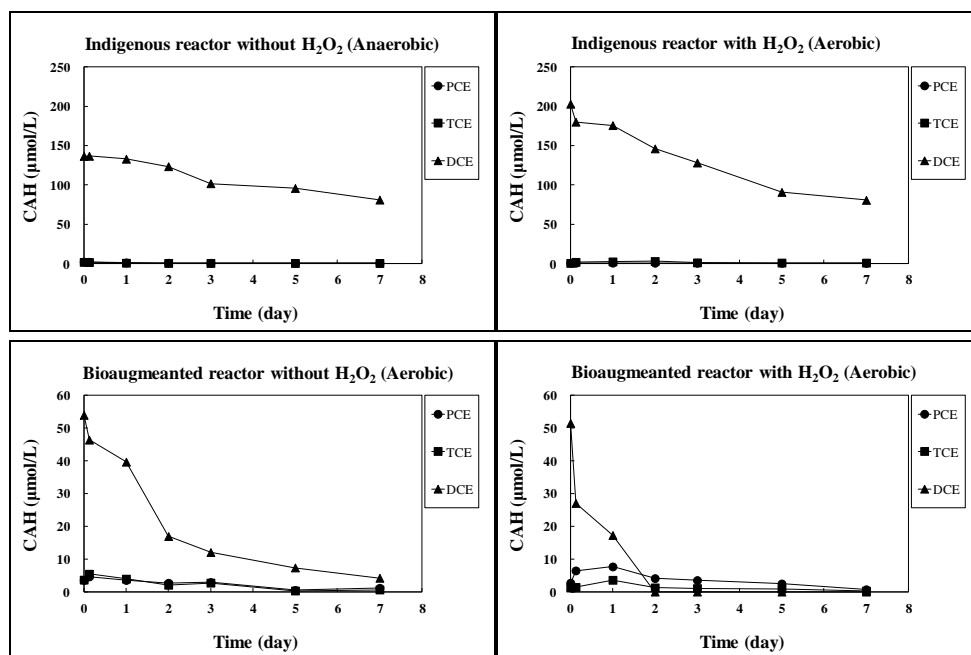 Indigenous reactor without H₂O₂ (Anaerobic)
250
200
150
100
50
0
CAH (μmol/L)
0 1 2 3 4 5 6 7 8
Time (day)
PCE
TCE
DCE
Indigenous reactor with H₂O₂ (Aerobic)
250
200
150
100
50
0
CAH (μmol/L)
0 1 2 3 4 5 6 7 8
Time (day)
PCE
TCE
DCE
Bioaugmeanted reactor without H₂O₂ (Aerobic)
60
50
40
30
20
10
0
CAH (μmol/L)
0 1 2 3 4 5 6 7 8
Time (day)
PCE
TCE
DCE
Bioaugmeanted reactor with H₂O₂ (Aerobic)
60
50
40
30
20
10
0
CAH (μmol/L)
0 1 2 3 4 5 6 7 8
Time (day)
PCE
TCE
DCE